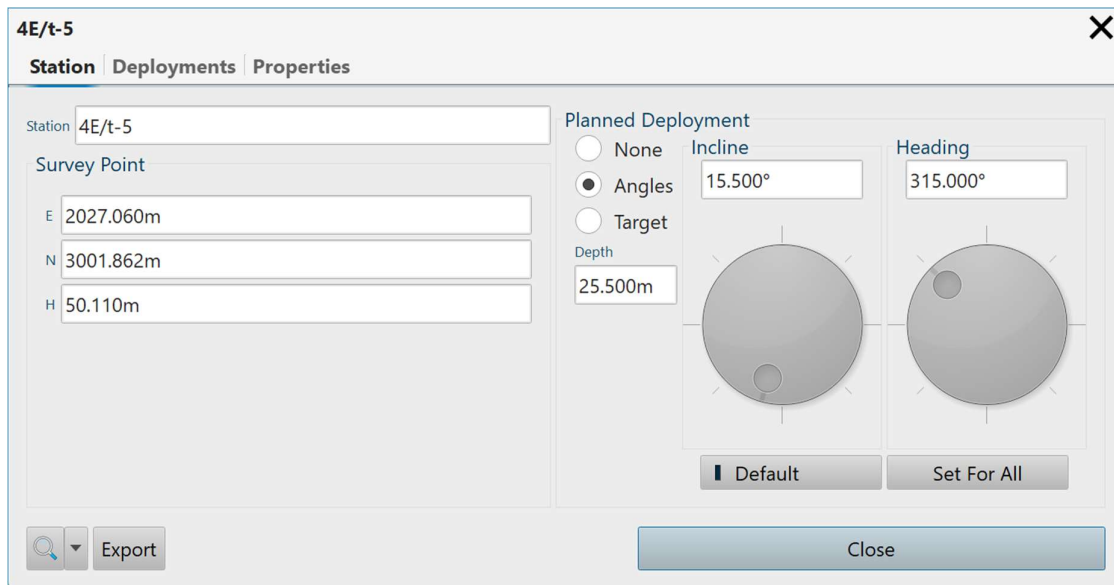 4E/t-5
Station Deployments Properties
Station 4E/t-5
Survey Point
E 2027.060m
N 3001.862m
H 50.110m
Planned Deployment
None
Angles
Target
Depth
25.500m
Incline
15.500°
Heading
315.000°
Default
Set For All
Export
Close